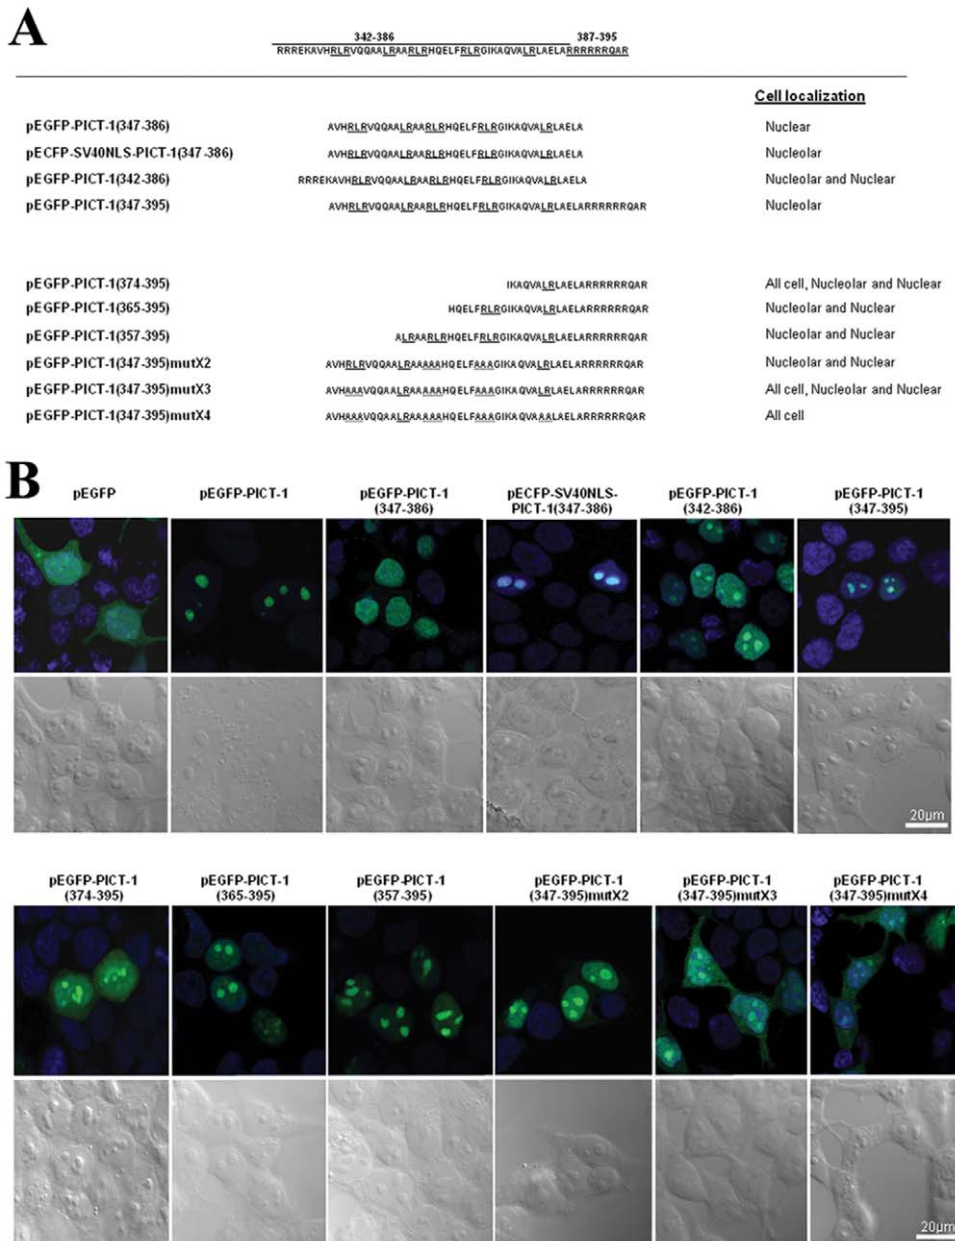 A
342-386 387-395
RRREKAVHRLRVQQAALRAARLRHQELFRLRGIKAQVALRLAELARRRRRRQAR
Cell localization
pEGFP-PICT-1(347-386) AVHRLRVQQAALRAARLRHQELFRLRGIKAQVALRLAELA Nuclear
pECFP-SV40NLS-PICT-1(347-386) AVHRLRVQQAALRAARLRHQELFRLRGIKAQVALRLAELA Nucleolar
pEGFP-PICT-1(342-386) RRREKAVHRLRVQQAALRAARLRHQELFRLRGIKAQVALRLAELA Nucleolar and Nuclear
pEGFP-PICT-1(347-395) AVHRLRVQQAALRAARLRHQELFRLRGIKAQVALRLAELARRRRRRQAR Nucleolar
pEGFP-PICT-1(374-395) IKAQVALRLAELARRRRRRQAR All cell, Nucleolar and Nuclear
pEGFP-PICT-1(365-395) HQELFRLRGIKAQVALRLAELARRRRRRQAR Nucleolar and Nuclear
pEGFP-PICT-1(357-395) ALRAARLRHQELFRLRGIKAQVALRLAELARRRRRRQAR Nucleolar and Nuclear
pEGFP-PICT-1(347-395)mutX2 AVHRLRVQQAALRAAAAAHQELFAAAGIKAQVALRLAELARRRRRRQAR Nucleolar and Nuclear
pEGFP-PICT-1(347-395)mutX3 AVHAAAVQQAALRAAAAAHQELFAAAGIKAQVALRLAELARRRRRRQAR All cell, Nucleolar and Nuclear
pEGFP-PICT-1(347-395)mutX4 AVHAAAVQQAALRAAAAAHQELFAAAGIKAQVAAALAELARRRRRRQAR All cell
B
pEGFP pEGFP-PICT-1 pEGFP-PICT-1 pECFP-SV40NLS- pEGFP-PICT-1 pEGFP-PICT-1
(347-386) PICT-1(347-386) (342-386) (347-395)
20µm
pEGFP-PICT-1 pEGFP-PICT-1 pEGFP-PICT-1 pEGFP-PICT-1 pEGFP-PICT-1 pEGFP-PICT-1
(374-395) (365-395) (357-395) (347-395)mutX2 (347-395)mutX3 (347-395)mutX4
20µm